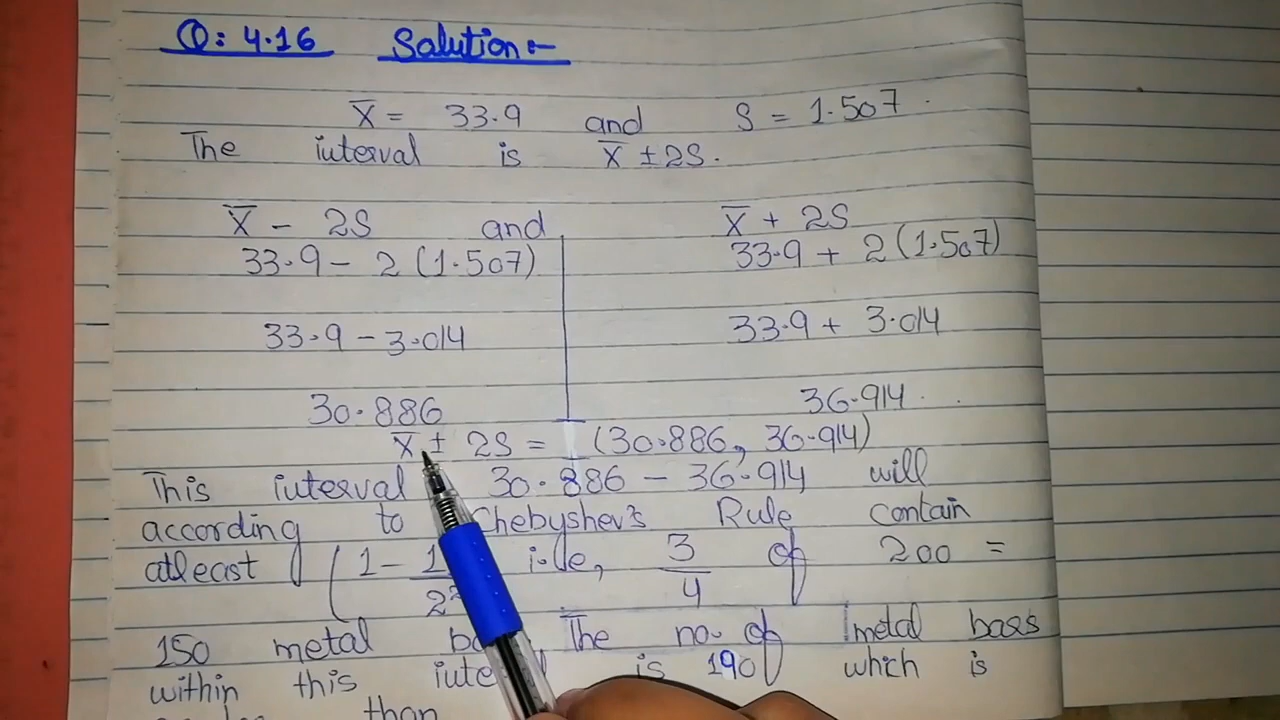 Q: 4.16 Solution:-
X̄ = 33.9 and S = 1.507.
The interval is X̄ ± 2S.
X̄ - 2S and X̄ + 2S
33.9 - 2 (1.507) 33.9 + 2 (1.507)
33.9 - 3.014 33.9 + 3.014
30.886 36.914.
X̄ ± 2S = (30.886, 36.914)
This interval 30.886 - 36.914 will
according to Chebyshev's Rule contain
atleast (1 - 1/2² i.e, 3/4 of 200 =
150 metal The no. of metal bars
within this is 190 which is
than